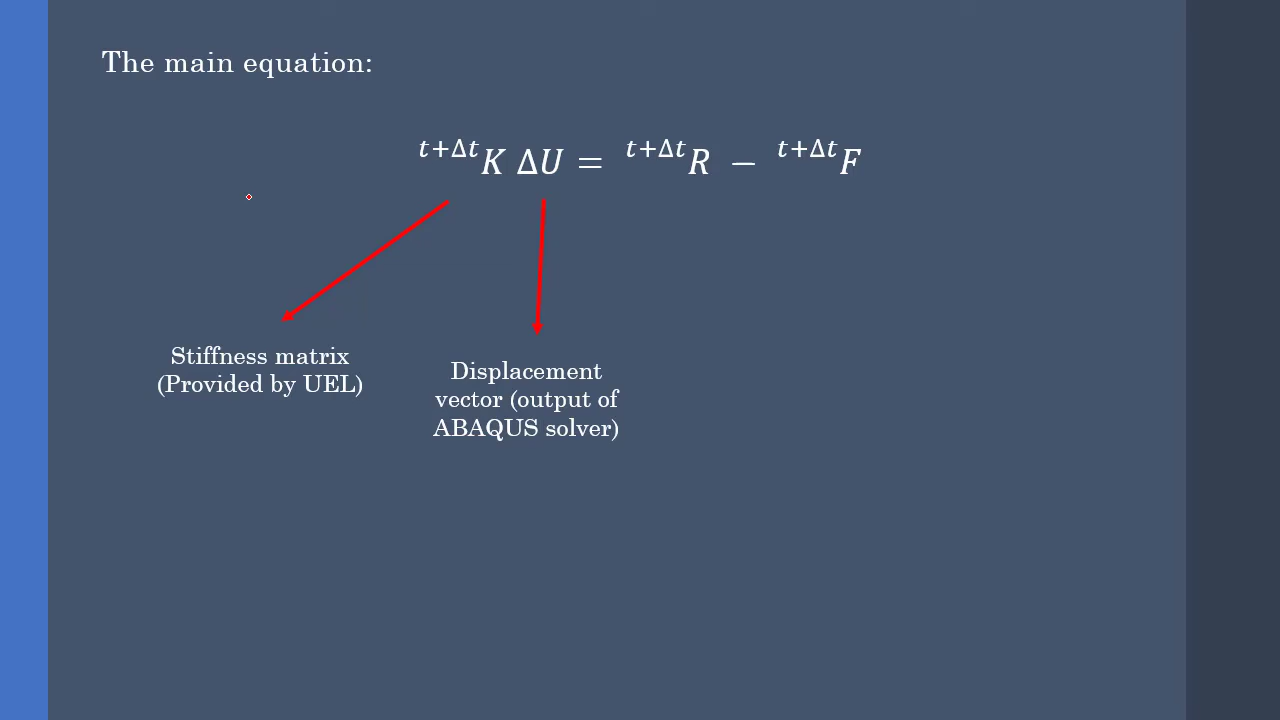 The main equation:
t+Δt K ΔU = t+Δt R − t+Δt F
Stiffness matrix
(Provided by UEL)
Displacement
vector (output of
ABAQUS solver)